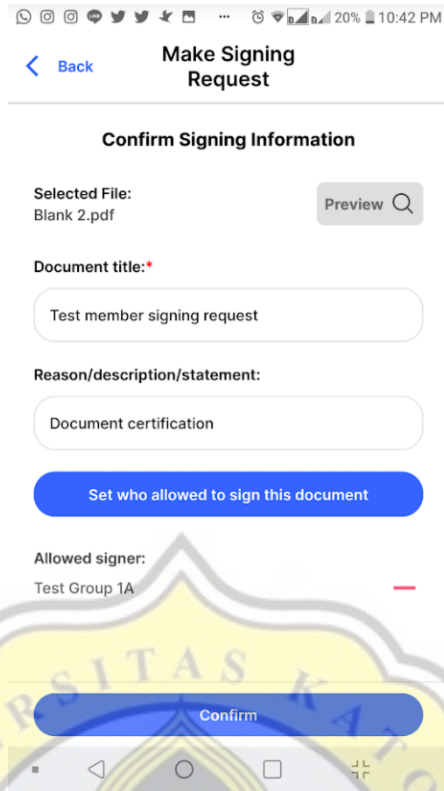 20% 10:42 PM
Back
Make Signing
Request
Confirm Signing Information
Selected File:
Blank 2.pdf
Preview
Document title:*
Test member signing request
Reason/description/statement:
Document certification
Set who allowed to sign this document
Allowed signer:
Test Group 1A
Confirm
RSITAS KATO